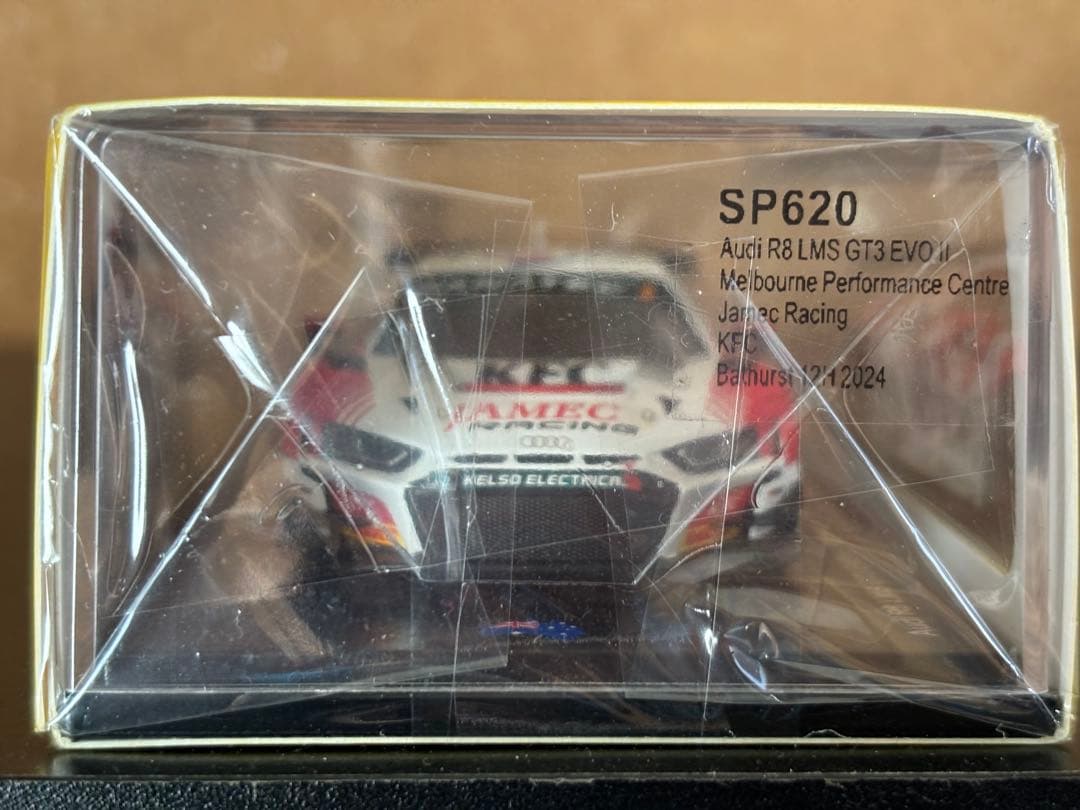 SP620
Audi R8 LMS GT3 EVO II
Melbourne Performance Centre
Jamec Racing
KFC
Bathurst 12H 2024
KFC
JAMEC
RACING
KELSO ELECTRICAL